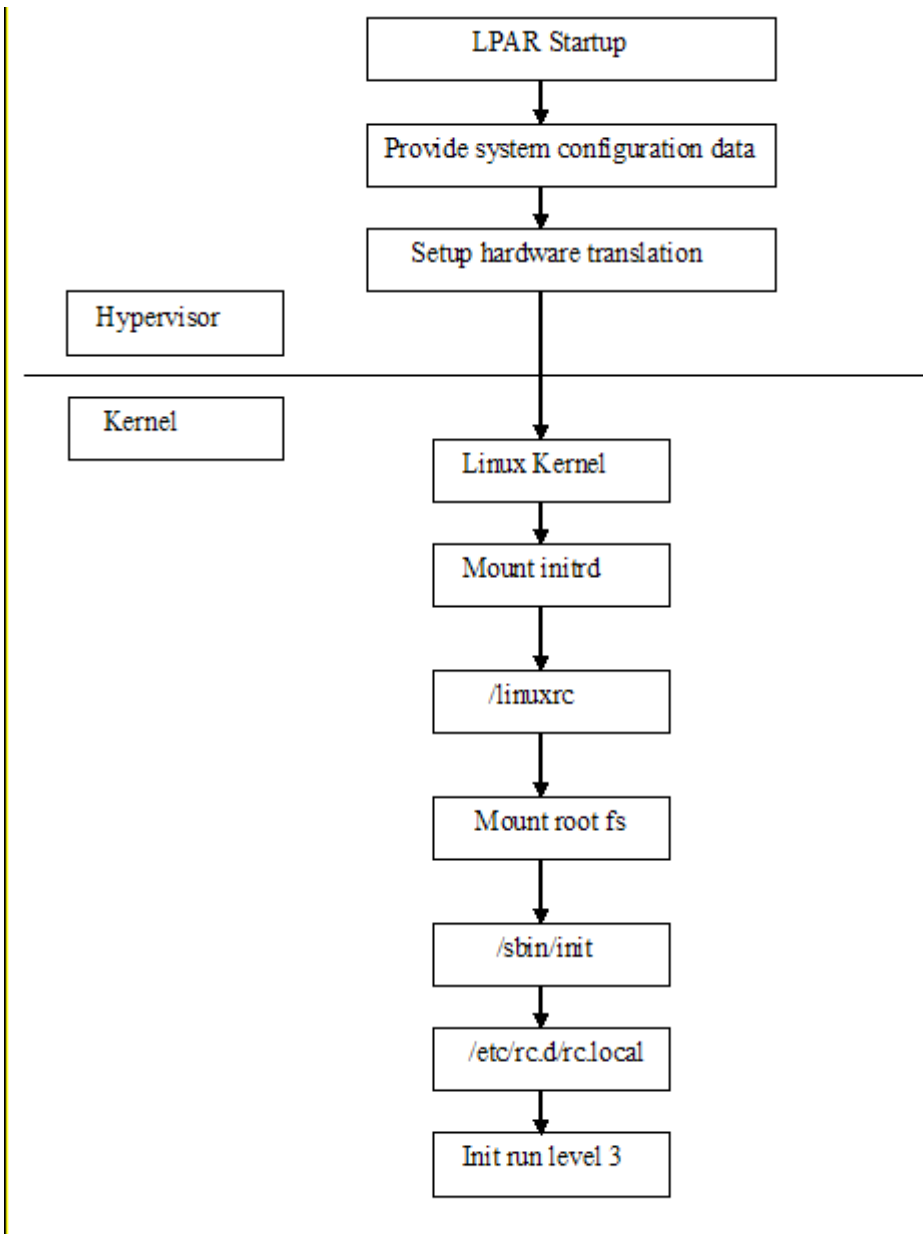 LPAR Startup
Provide system configuration data
Setup hardware translation
Hypervisor
Kernel
Linux Kernel
Mount initrd
/linuxrc
Mount root fs
/sbin/init
/etc/rc.d/rc.local
Init run level 3